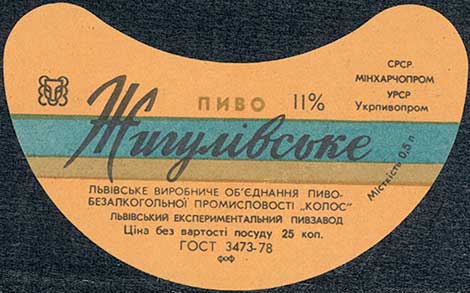 СРСР
МІНХАРЧОПРОМ
УРСР
Укрпивопром
ПИВО 11%
Жигулівське
Місткість 0,5 л
ЛЬВІВСЬКЕ ВИРОБНИЧЕ ОБ'ЄДНАННЯ ПИВО-
БЕЗАЛКОГОЛЬНОЇ ПРОМИСЛОВОСТІ „КОЛОС"
ЛЬВІВСЬКИЙ ЕКСПЕРИМЕНТАЛЬНИЙ ПИВЗАВОД
Ціна без вартості посуду 25 коп.
ГОСТ 3473-78
ФОФ